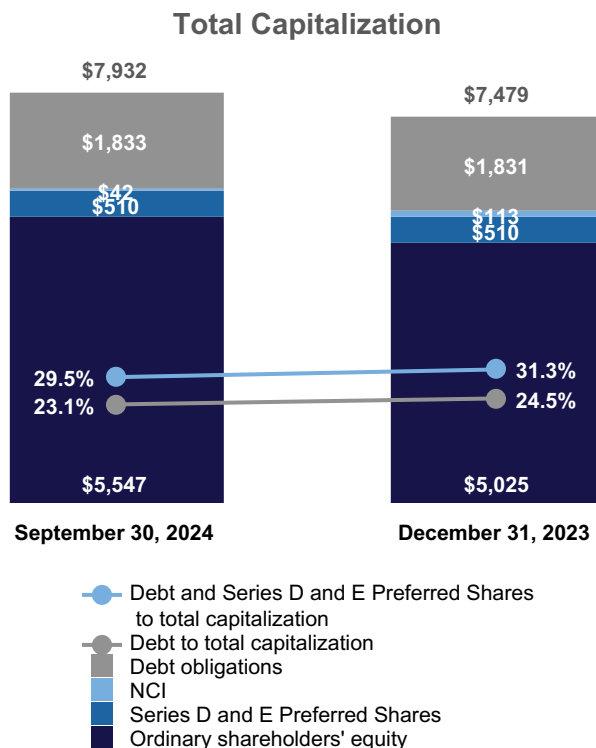 Total Capitalization
$7,932
$7,479
$1,833
$1,831
$42
$113
$510
$510
29.5%
31.3%
23.1%
24.5%
$5,547
$5,025
September 30, 2024
December 31, 2023
Debt and Series D and E Preferred Shares
to total capitalization
Debt to total capitalization
Debt obligations
NCI
Series D and E Preferred Shares
Ordinary shareholders' equity